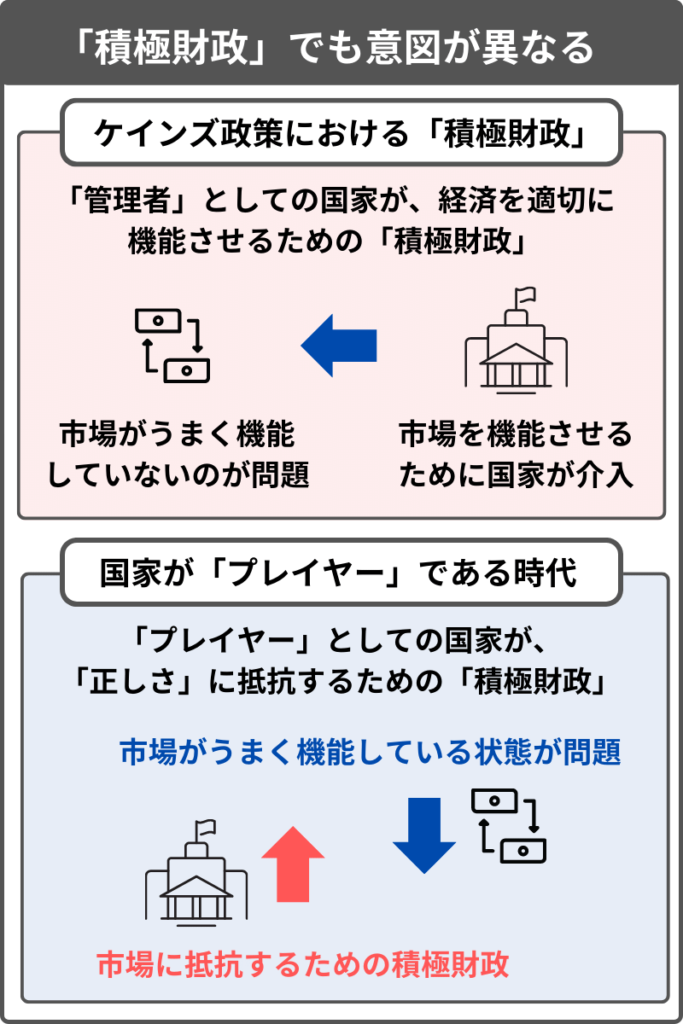 「積極財政」でも意図が異なる
ケインズ政策における「積極財政」
「管理者」としての国家が、経済を適切に
機能させるための「積極財政」
市場がうまく機能
していないのが問題
市場を機能させる
ために国家が介入
国家が「プレイヤー」である時代
「プレイヤー」としての国家が、
「正しさ」に抵抗するための「積極財政」
市場がうまく機能している状態が問題
市場に抵抗するための積極財政